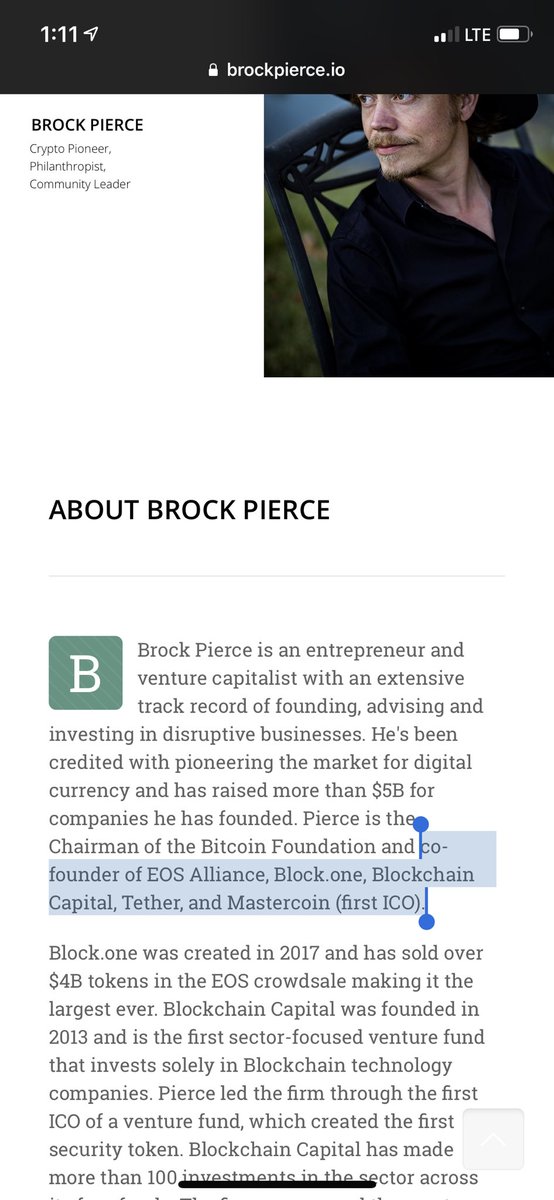 1:11
LTE
brockpierce.io
BROCK PIERCE
Crypto Pioneer,
Philanthropist,
Community Leader
ABOUT BROCK PIERCE
B
Brock Pierce is an entrepreneur and
venture capitalist with an extensive
track record of founding, advising and
investing in disruptive businesses. He's been
credited with pioneering the market for digital
currency and has raised more than $5B for
companies he has founded. Pierce is the
Chairman of the Bitcoin Foundation and co-
founder of EOS Alliance, Block.one, Blockchain
Capital, Tether, and Mastercoin (first ICO).
Block.one was created in 2017 and has sold over
$4B tokens in the EOS crowdsale making it the
largest ever. Blockchain Capital was founded in
2013 and is the first sector-focused venture fund
that invests solely in Blockchain technology
companies. Pierce led the firm through the first
ICO of a venture fund, which created the first
security token. Blockchain Capital has made
more than 100 investments in the sector across